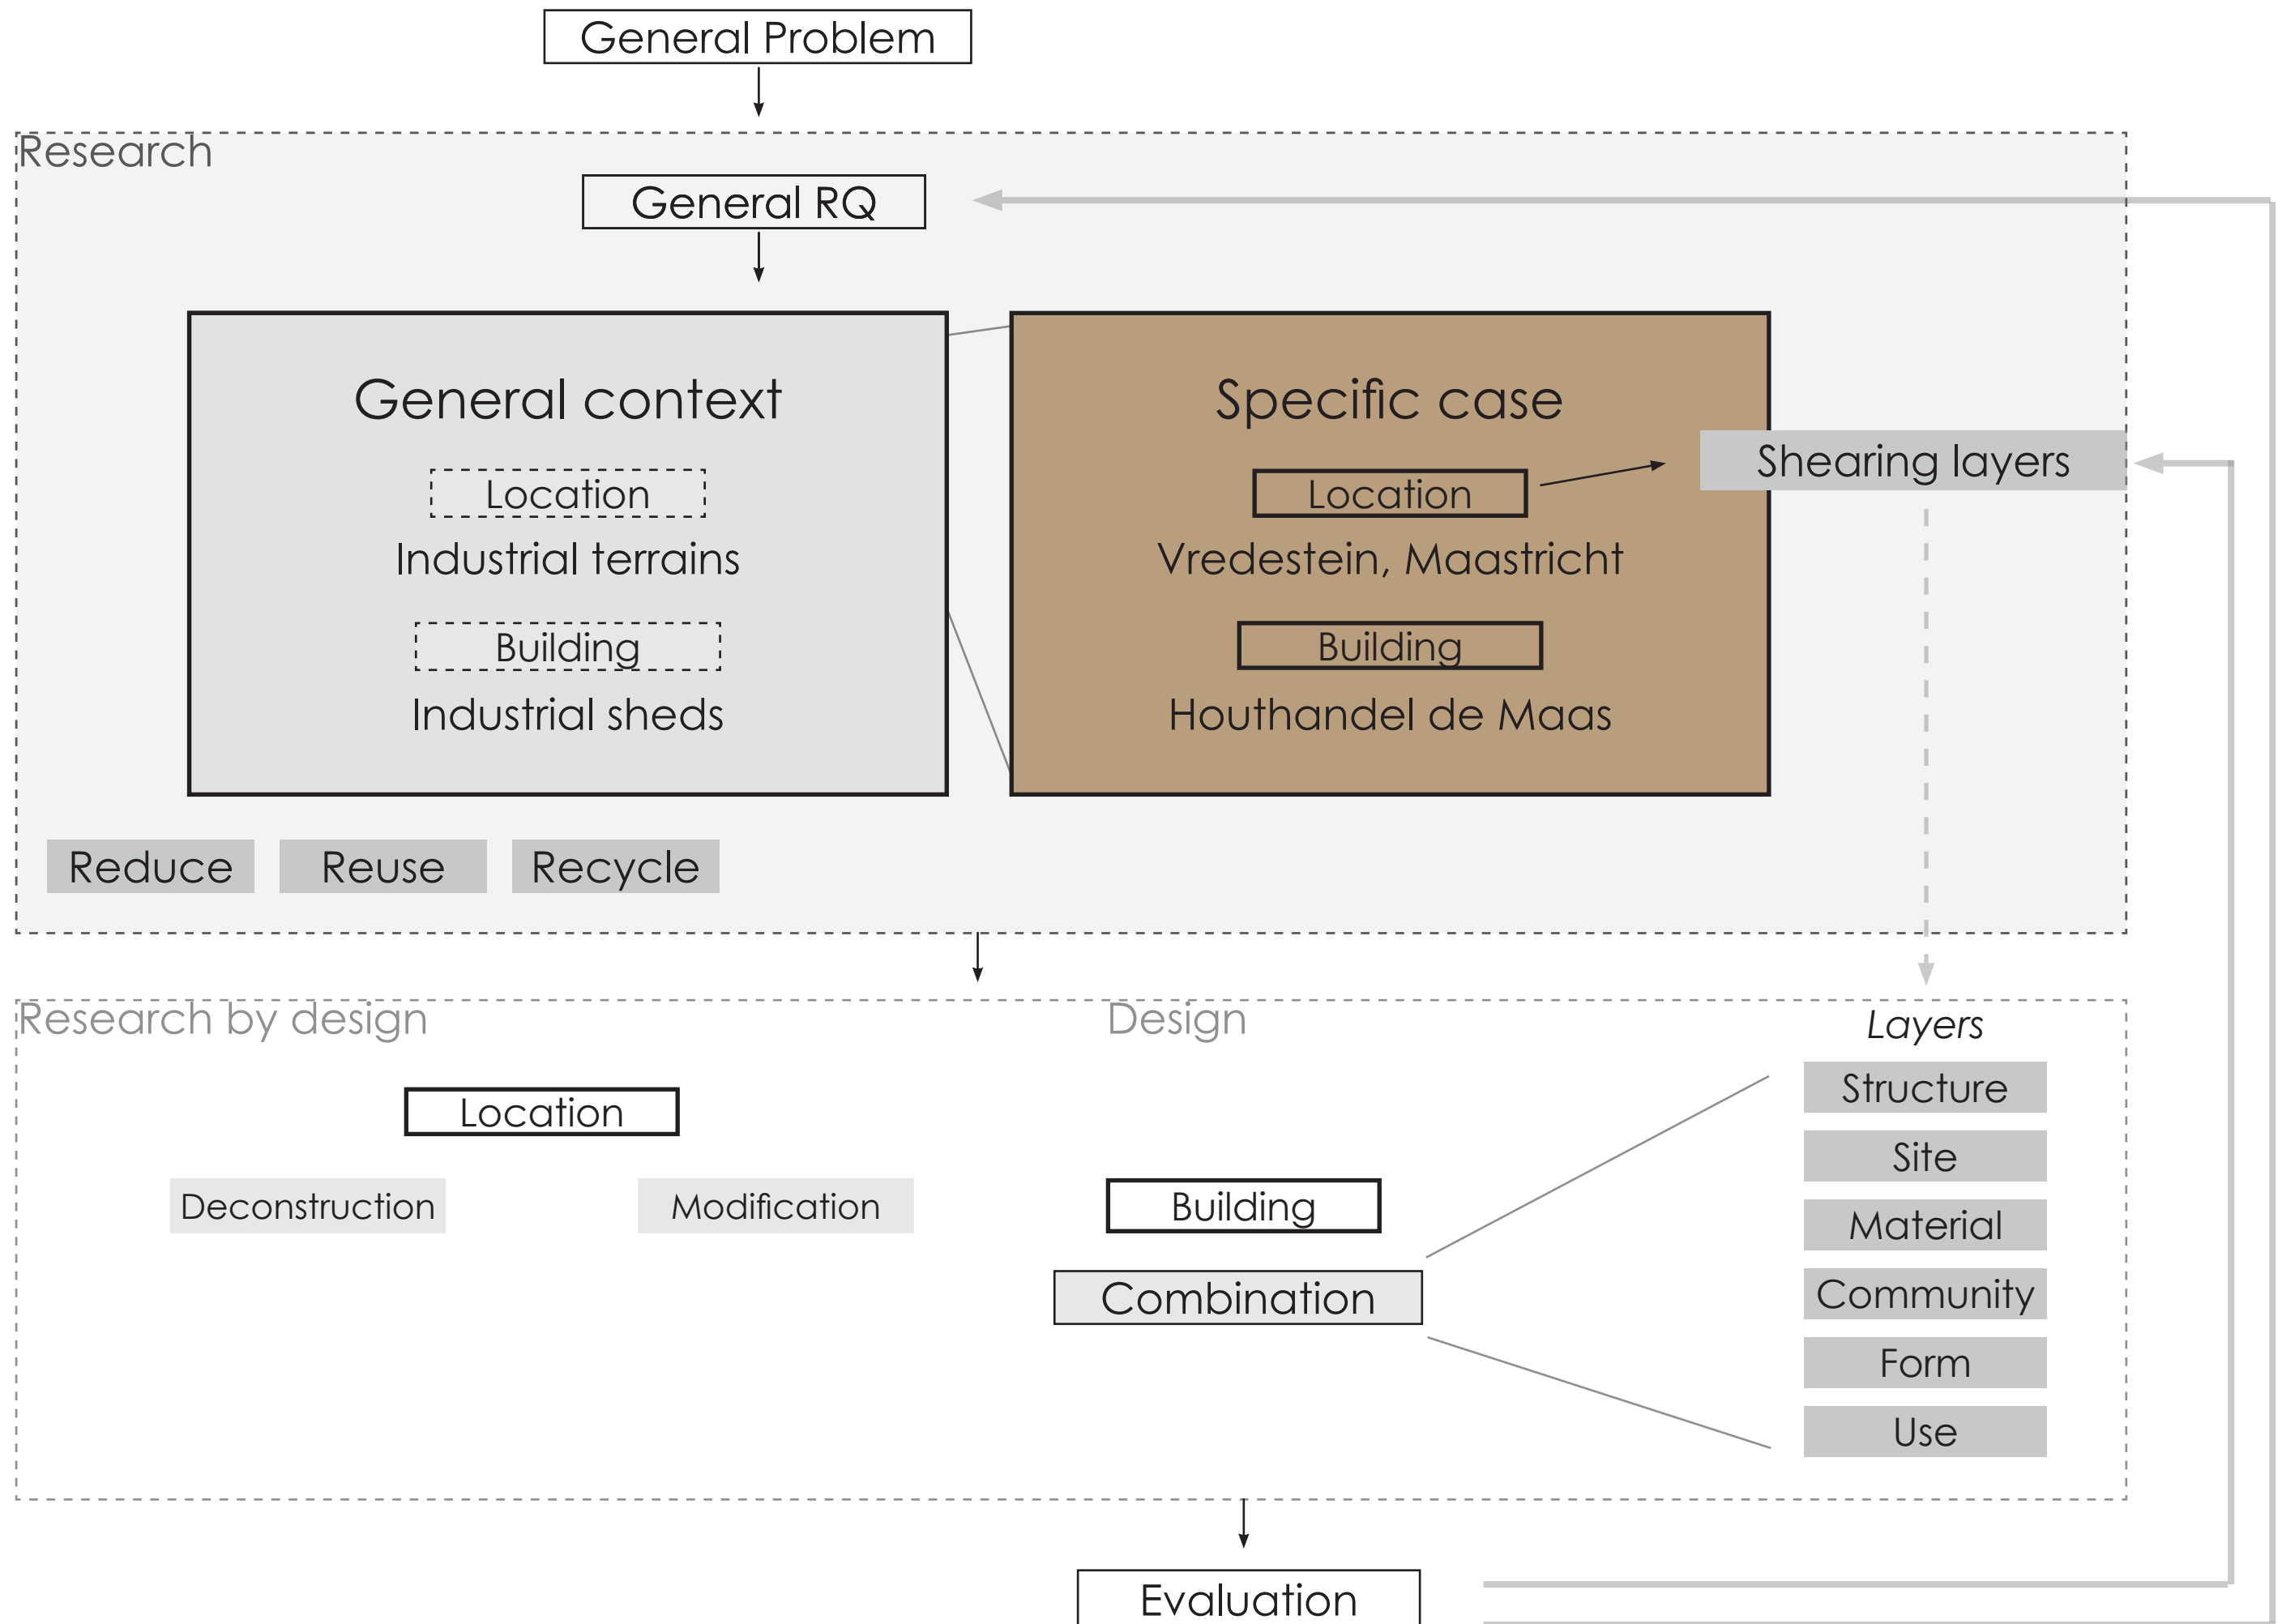 General Problem
Research
General RQ
General context
Location
Industrial terrains
Building
Industrial sheds
Specific case
Location
Vredestein, Maastricht
Building
Houthandel de Maas
Shearing layers
Reduce
Reuse
Recycle
Research by design
Location
Deconstruction
Modification
Design
Building
Combination
Layers
Structure
Site
Material
Community
Form
Use
Evaluation